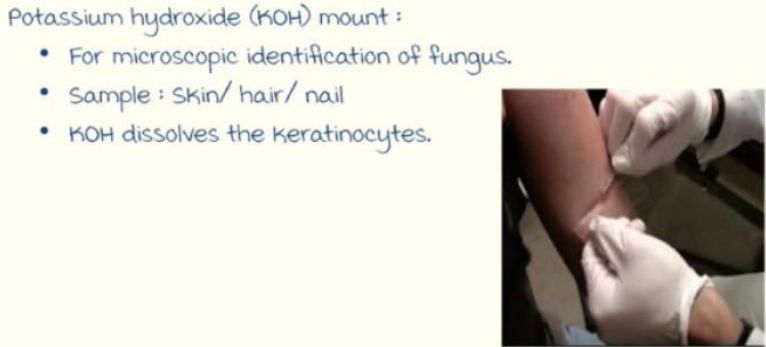 Potassium hydroxide (KOH) mount :
• For microscopic identification of fungus.
• Sample : Skin/ hair/ nail
• KOH dissolves the keratinocytes.